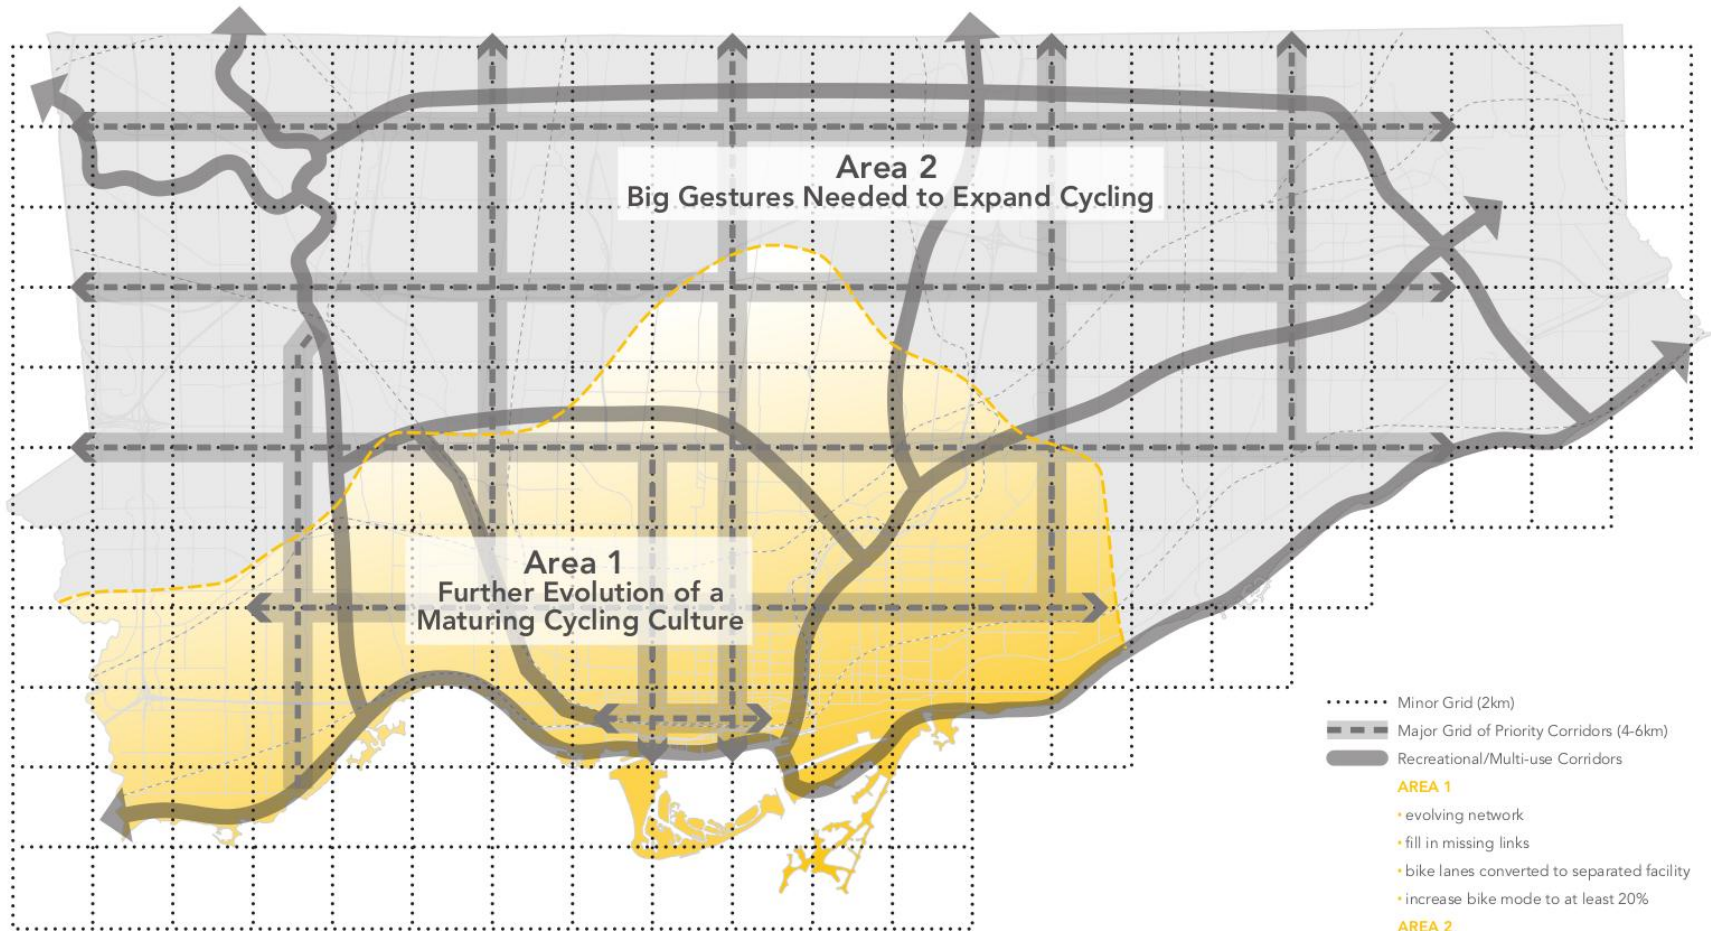 Area 2
Big Gestures Needed to Expand Cycling
Area 1
Further Evolution of a
Maturing Cycling Culture
Minor Grid (2km)
Major Grid of Priority Corridors (4-6km)
Recreational/Multi-use Corridors
AREA 1
• evolving network
• fill in missing links
• bike lanes converted to separated facility
• increase bike mode to at least 20%
AREA 2